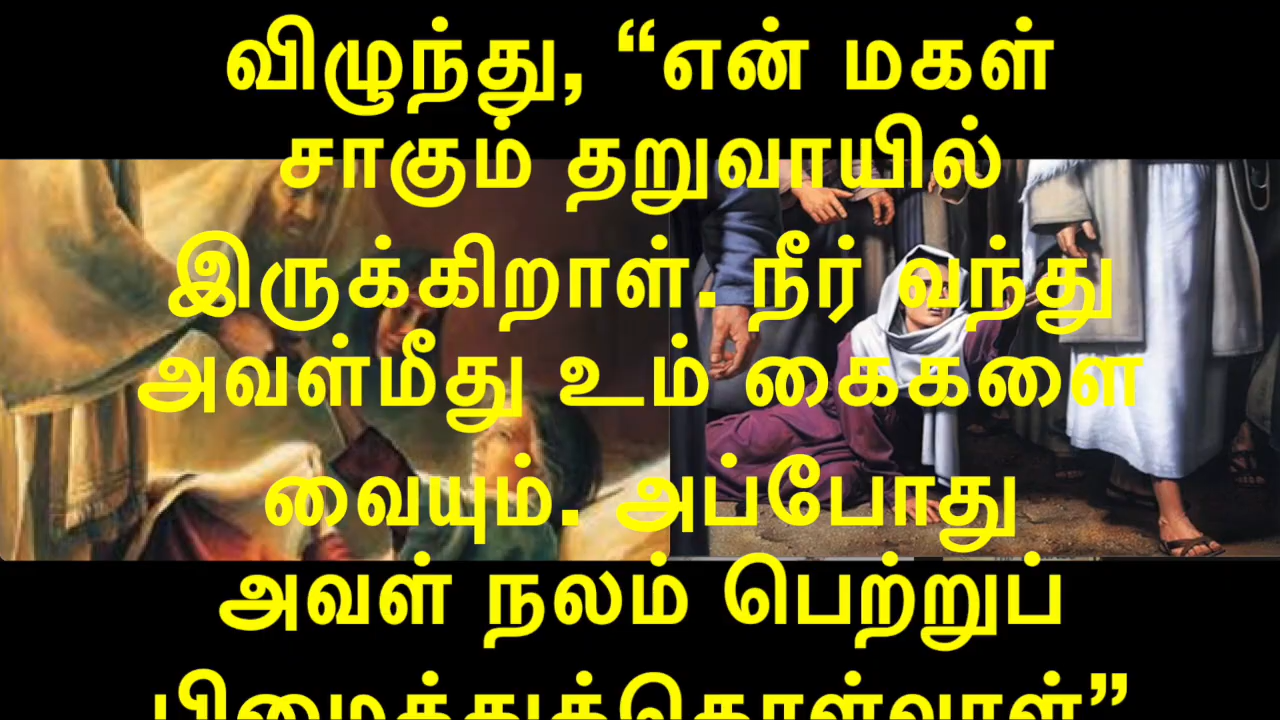 விழுந்து, “என் மகள்
சாகும் தறுவாயில்
இருக்கிறாள். நீர் வந்து
அவள்மீது உம் கைகளை
வையும். அப்போது
அவள் நலம் பெற்றுப்
பிழைத்துக்கொள்வாள்”